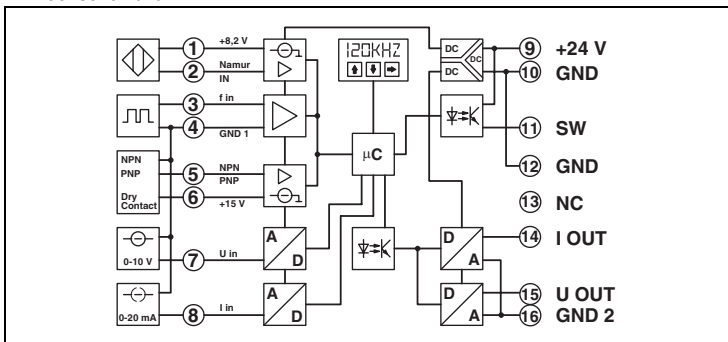 1 +8,2 V
2 Namur
IN
3 f in
4 GND 1
NPN
PNP
Dry
Contact
5 NPN
PNP
6 +15 V
0-10 V
7 U in
0-20 mA
8 I in
A
D
A
D
120KHZ
µC
DC
DC
DC
D
A
D
A
9 +24 V
10 GND
11 SW
12 GND
13 NC
14 I OUT
15 U OUT
16 GND 2